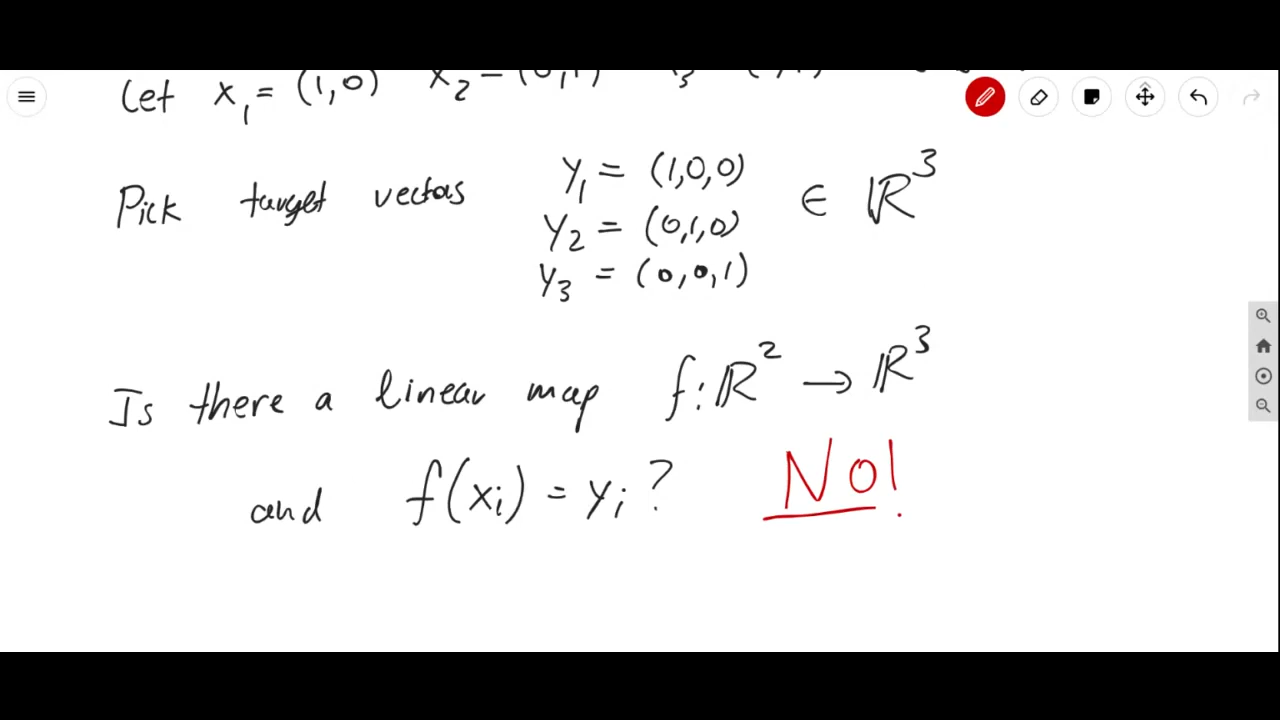 Let x₁ = (1,0) x₂ =
Pick target vectors y₁ = (1,0,0) ∈ ℝ³
y₂ = (0,1,0)
y₃ = (0,0,1)
Is there a linear map f: ℝ² → ℝ³
and f(xᵢ) = yᵢ ? No!